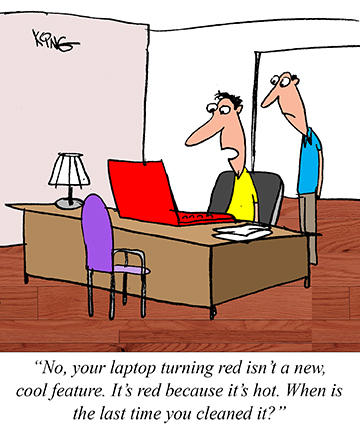 KING
“No, your laptop turning red isn’t a new,
cool feature. It’s red because it’s hot. When is
the last time you cleaned it?”